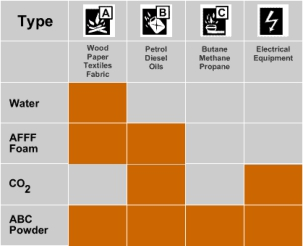 Type
A
B
C
Wood
Paper
Textiles
Fabric
Petrol
Diesel
Oils
Butane
Methane
Propane
Electrical
Equipment
Water
AFFF
Foam
CO2
ABC
Powder